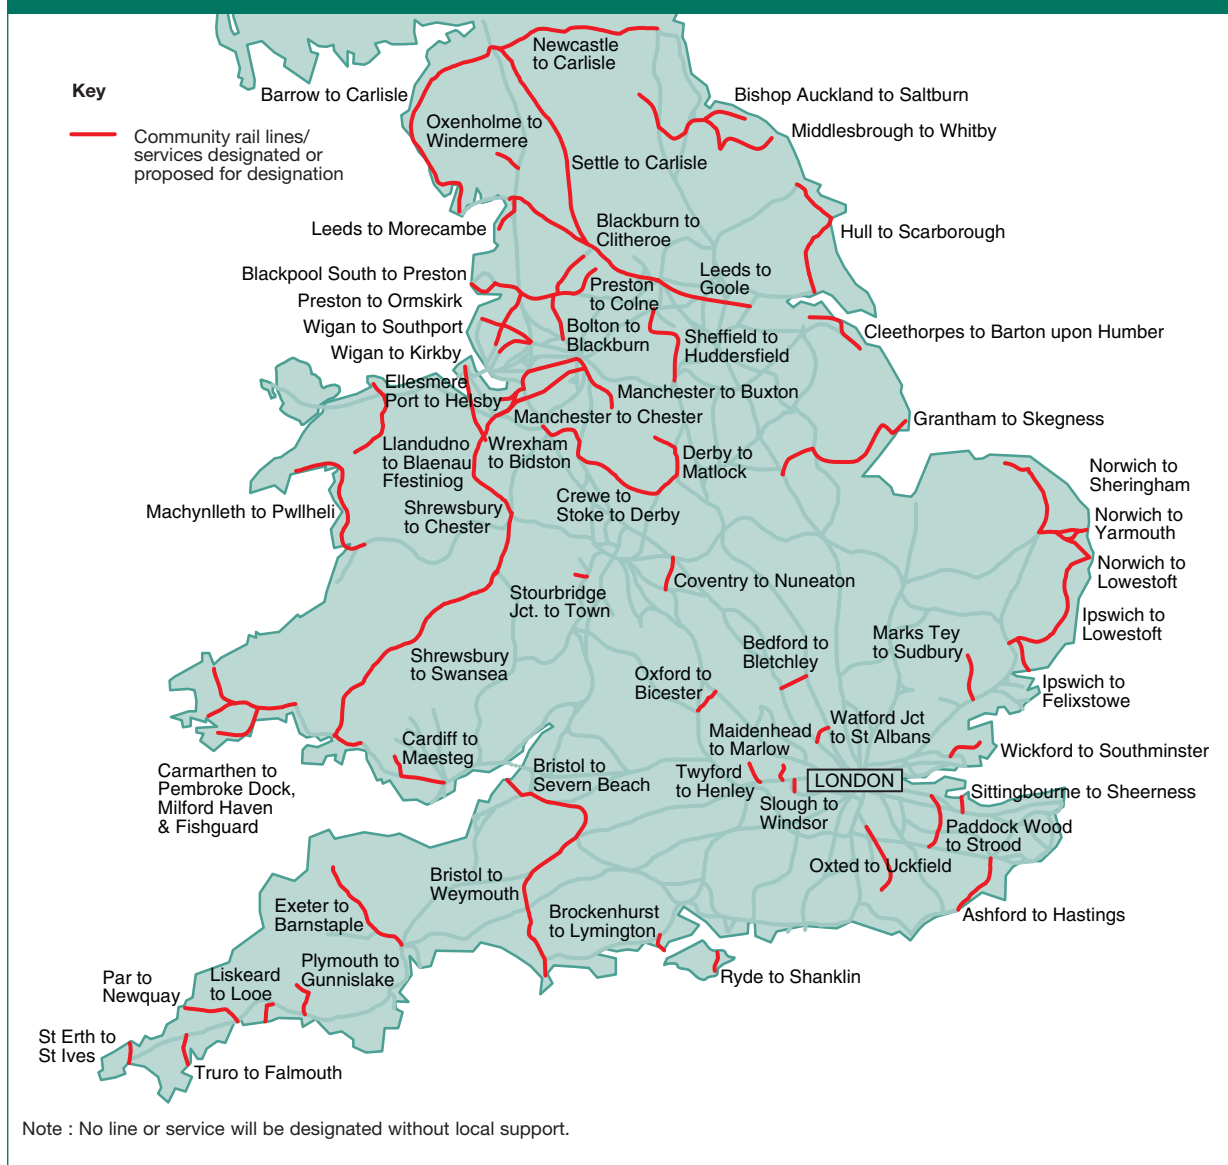 Newcastle
to Carlisle
Key
Barrow to Carlisle
Bishop Auckland to Saltburn
Community rail lines/
services designated or
proposed for designation
Oxenholme to
Windermere
Middlesbrough to Whitby
Settle to Carlisle
Leeds to Morecambe
Blackburn to
Clitheroe
Hull to Scarborough
Blackpool South to Preston
Leeds to
Goole
Preston
to Colne
Preston to Ormskirk
Wigan to Southport
Bolton to
Blackburn
Sheffield to
Huddersfield
Cleethorpes to Barton upon Humber
Wigan to Kirkby
Ellesmere
Port to Helsby
Manchester to Buxton
Manchester to Chester
Grantham to Skegness
Llandudno
to Blaenau
Ffestiniog
Wrexham
to Bidston
Derby to
Matlock
Norwich to
Sheringham
Machynlleth to Pwllheli
Shrewsbury
to Chester
Crewe to
Stoke to Derby
Norwich to
Yarmouth
Norwich to
Lowestoft
Stourbridge
Jct. to Town
Coventry to Nuneaton
Ipswich to
Lowestoft
Marks Tey
to Sudbury
Bedford to
Bletchley
Shrewsbury
to Swansea
Oxford to
Bicester
Ipswich to
Felixstowe
Cardiff to
Maesteg
Maidenhead
to Marlow
Watford Jct
to St Albans
Wickford to Southminster
Carmarthen to
Pembroke Dock,
Milford Haven
& Fishguard
Bristol to
Severn Beach
Twyford
to Henley
LONDON
Slough to
Windsor
Sittingbourne to Sheerness
Paddock Wood
to Strood
Oxted to Uckfield
Bristol to
Weymouth
Exeter to
Barnstaple
Brockenhurst
to Lymington
Ashford to Hastings
Par to
Newquay
Liskeard
to Looe
Plymouth to
Gunnislake
Ryde to Shanklin
St Erth to
St Ives
Truro to Falmouth
Note : No line or service will be designated without local support.